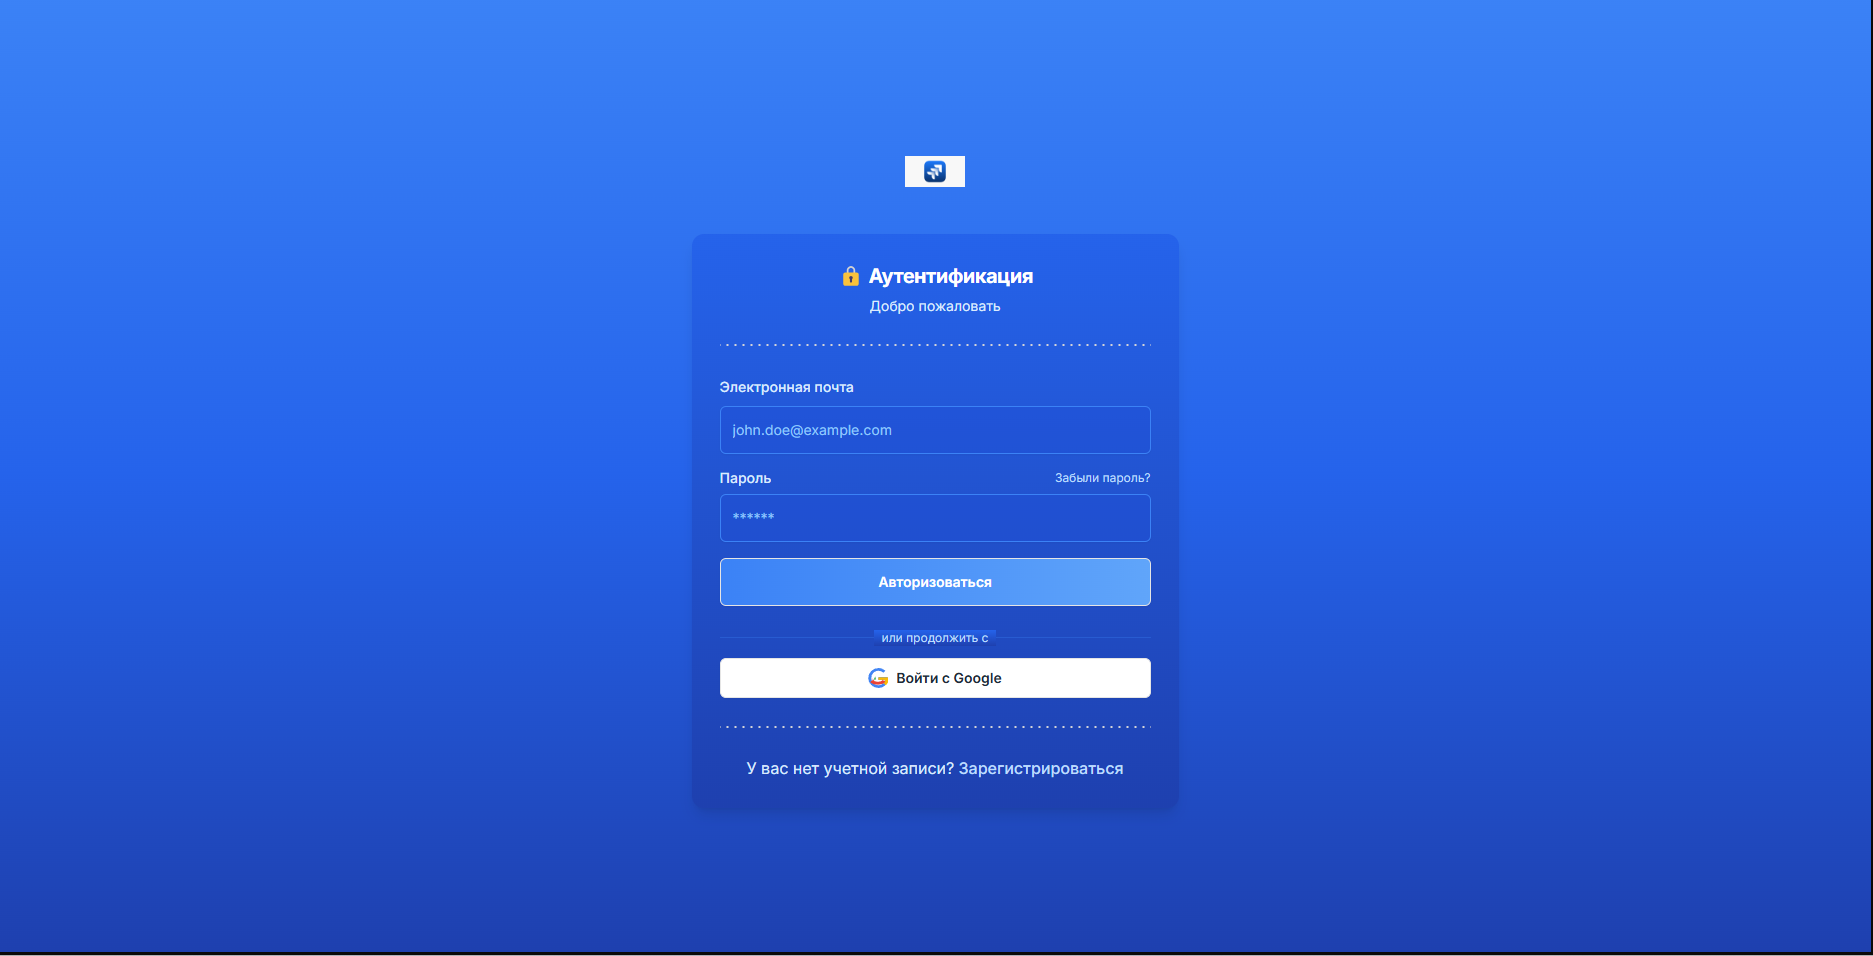 Аутентификация
Добро пожаловать
Электронная почта
john.doe@example.com
Пароль Забыли пароль?
******
Авторизоваться
или продолжить с
Войти с Google
У вас нет учетной записи? Зарегистрироваться